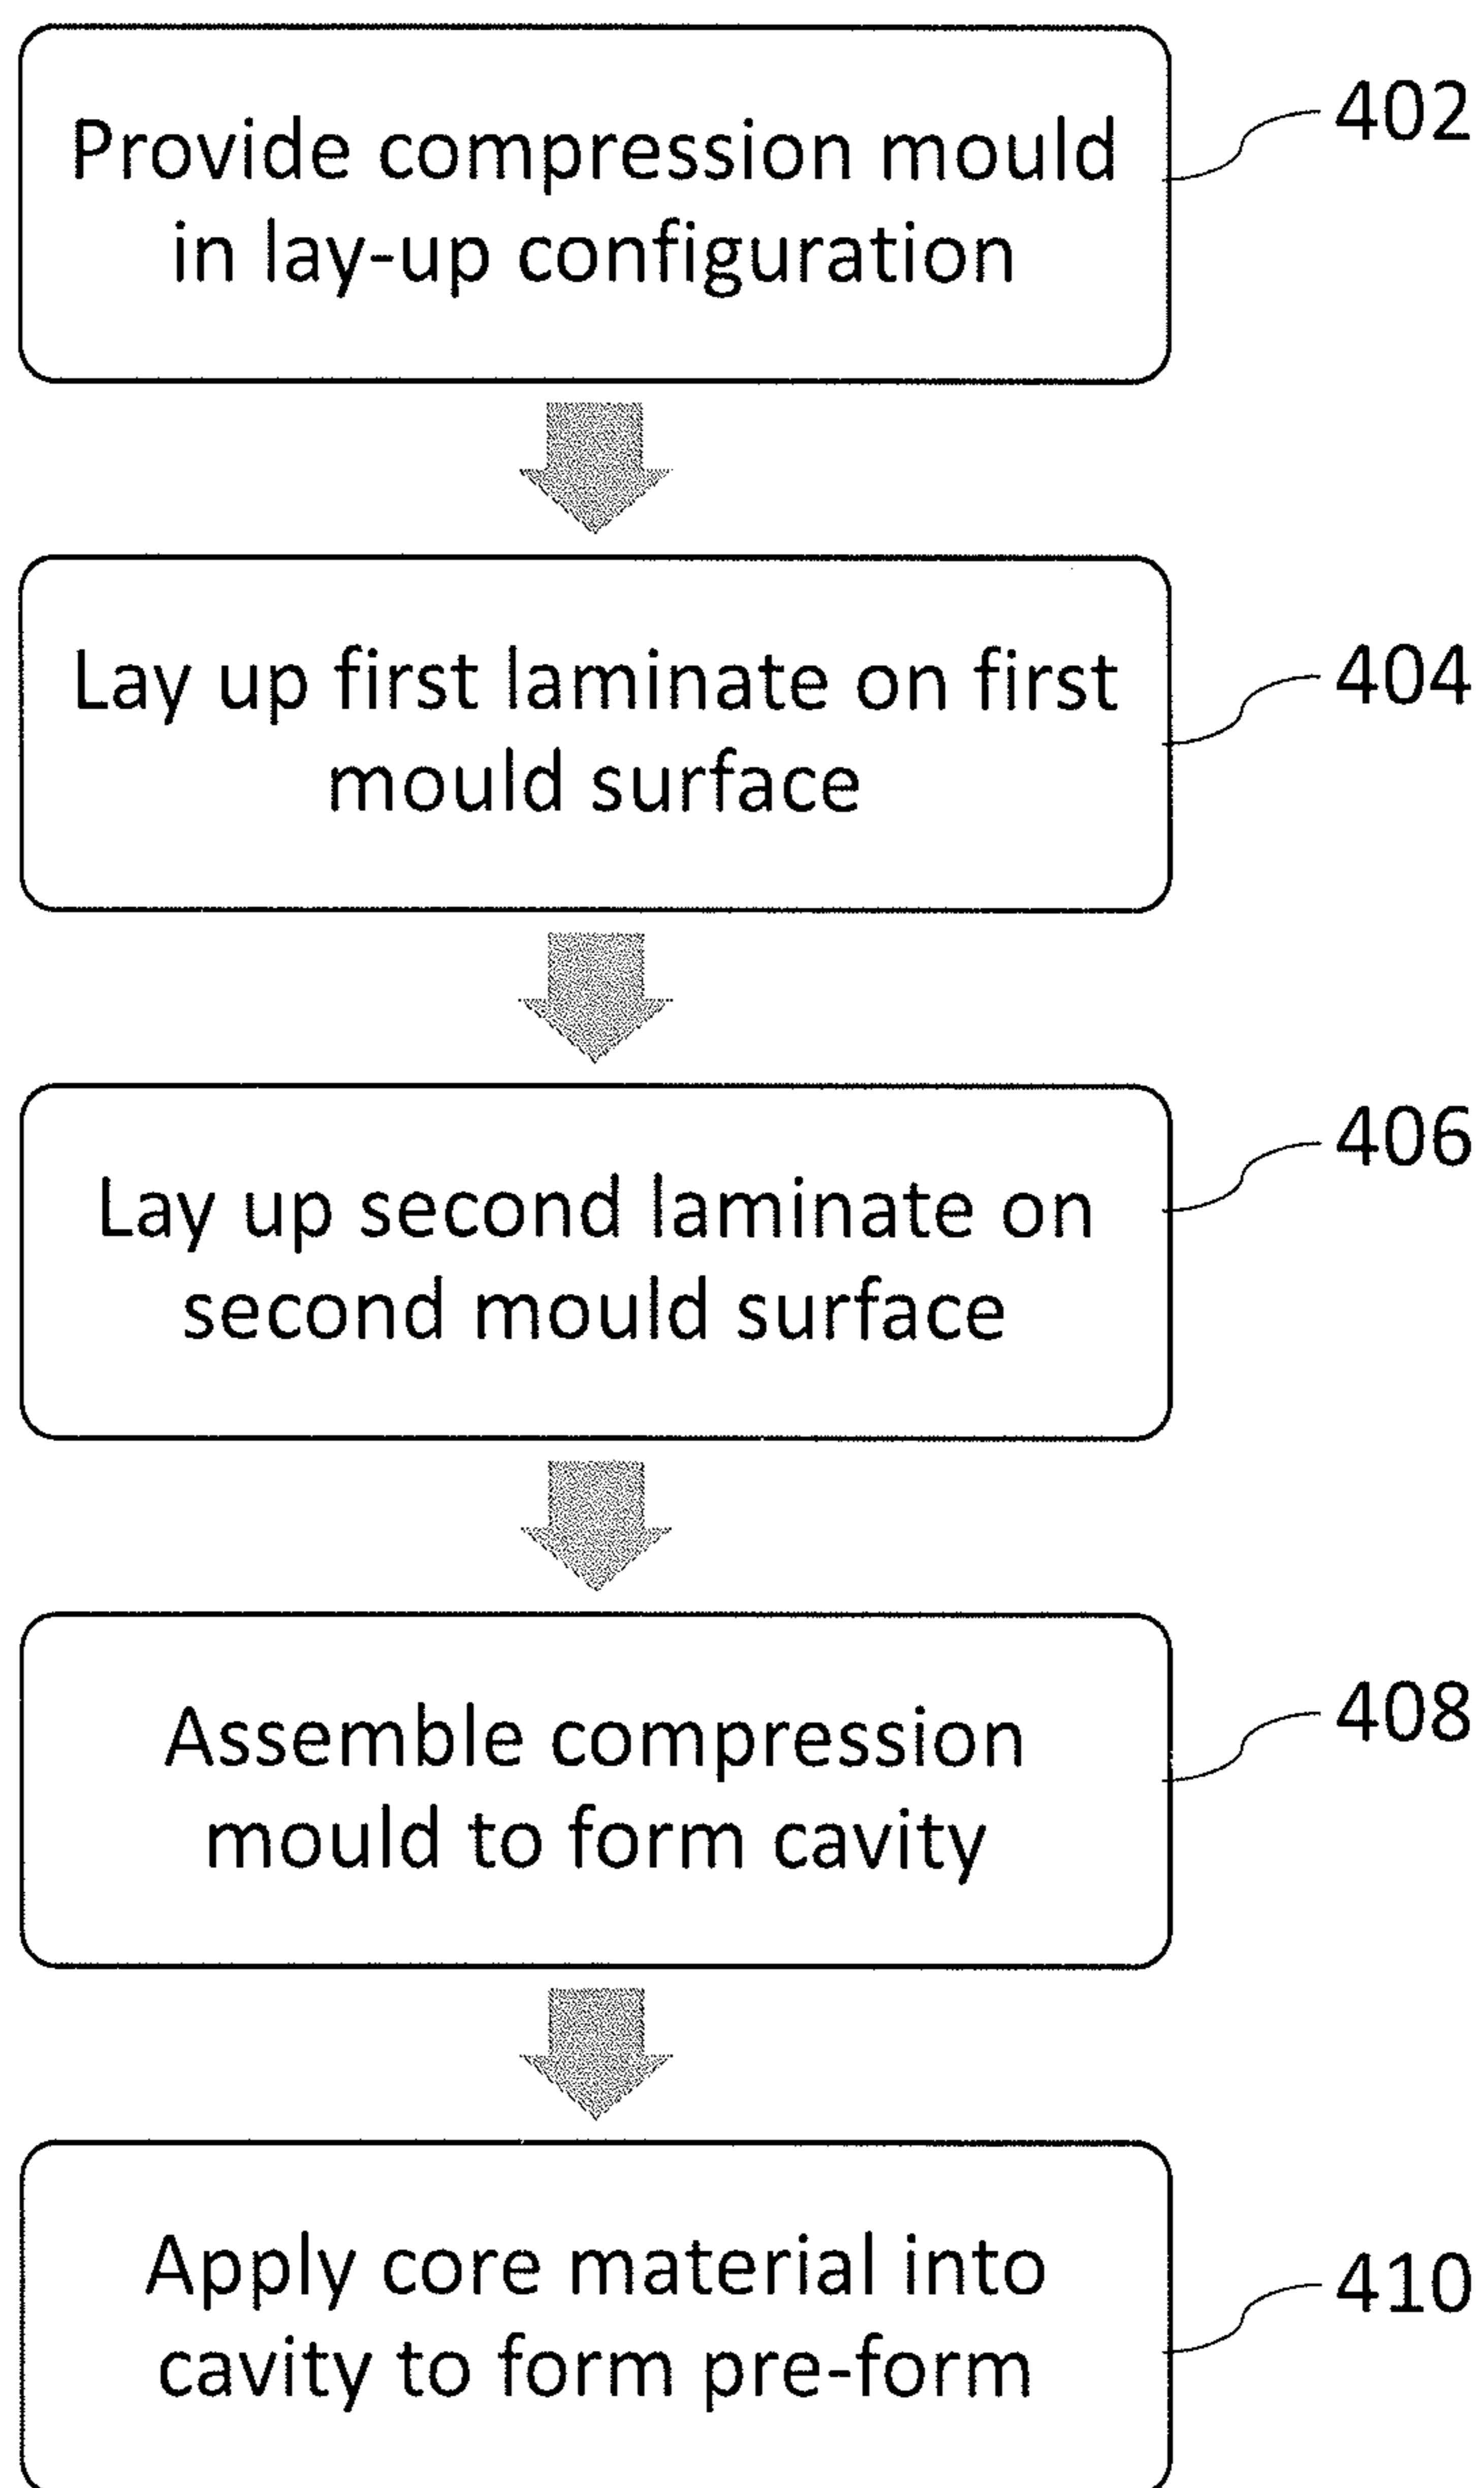 Provide compression mould
in lay-up configuration
402
Lay up first laminate on first
mould surface
404
Lay up second laminate on
second mould surface
406
Assemble compression
mould to form cavity
408
Apply core material into
cavity to form pre-form
410